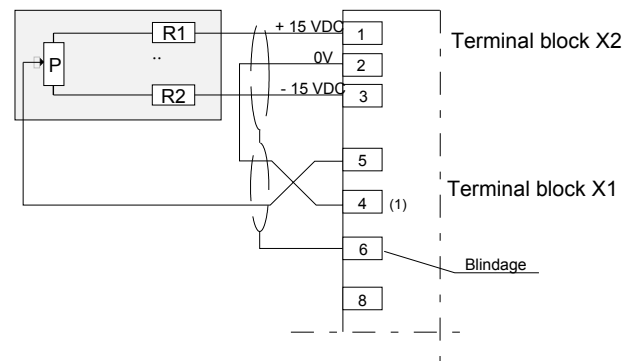 R1
+ 15 VDC
1
Terminal block X2
..
0V
2
P
R2
- 15 VDC
3
5
Terminal block X1
4
(1)
6
Blindage
8